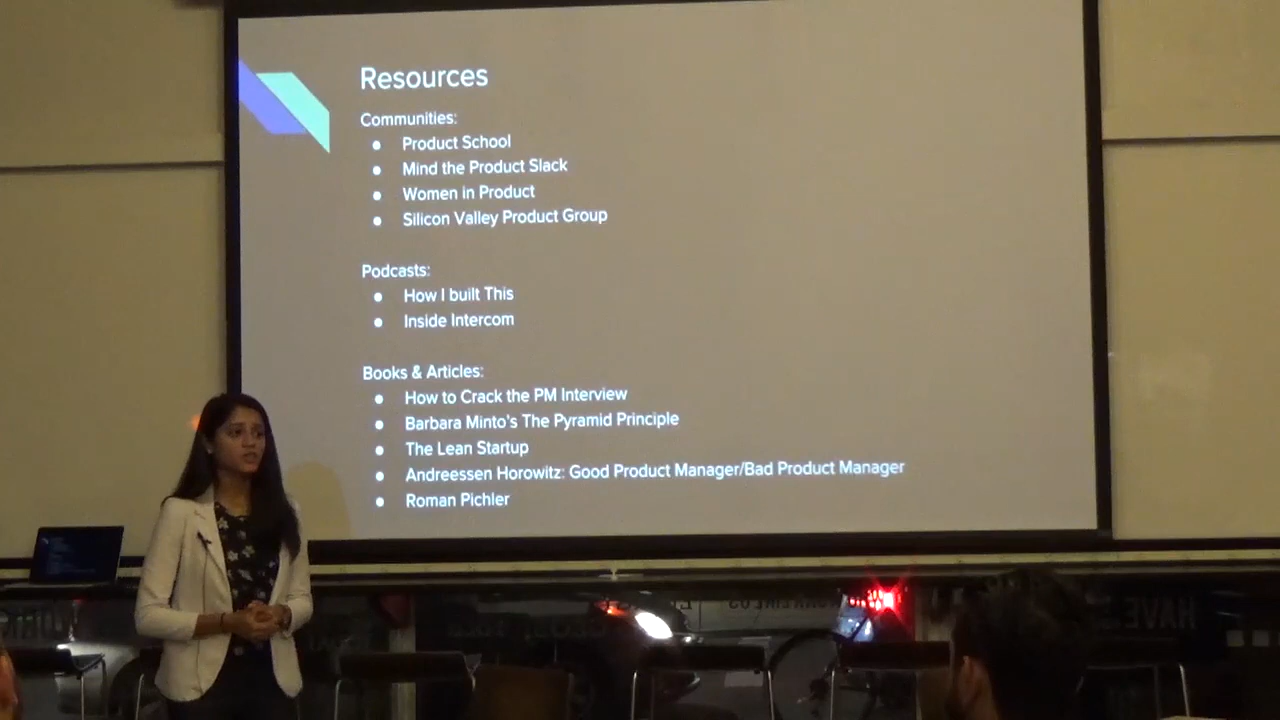 Resources
Communities:
● Product School
● Mind the Product Slack
● Women in Product
● Silicon Valley Product Group
Podcasts:
● How I built This
● Inside Intercom
Books & Articles:
● How to Crack the PM Interview
● Barbara Minto's The Pyramid Principle
● The Lean Startup
● Andreessen Horowitz: Good Product Manager/Bad Product Manager
● Roman Pichler
HAVE